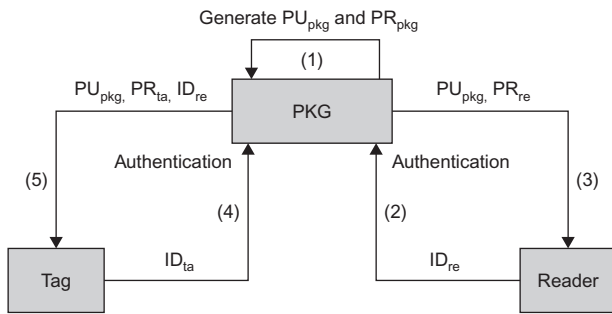 Generate PU_pkg and PR_pkg
(1)
PU_pkg, PR_ta, ID_re
PKG
PU_pkg, PR_re
Authentication
Authentication
(5)
(4)
(2)
(3)
Tag
ID_ta
ID_re
Reader